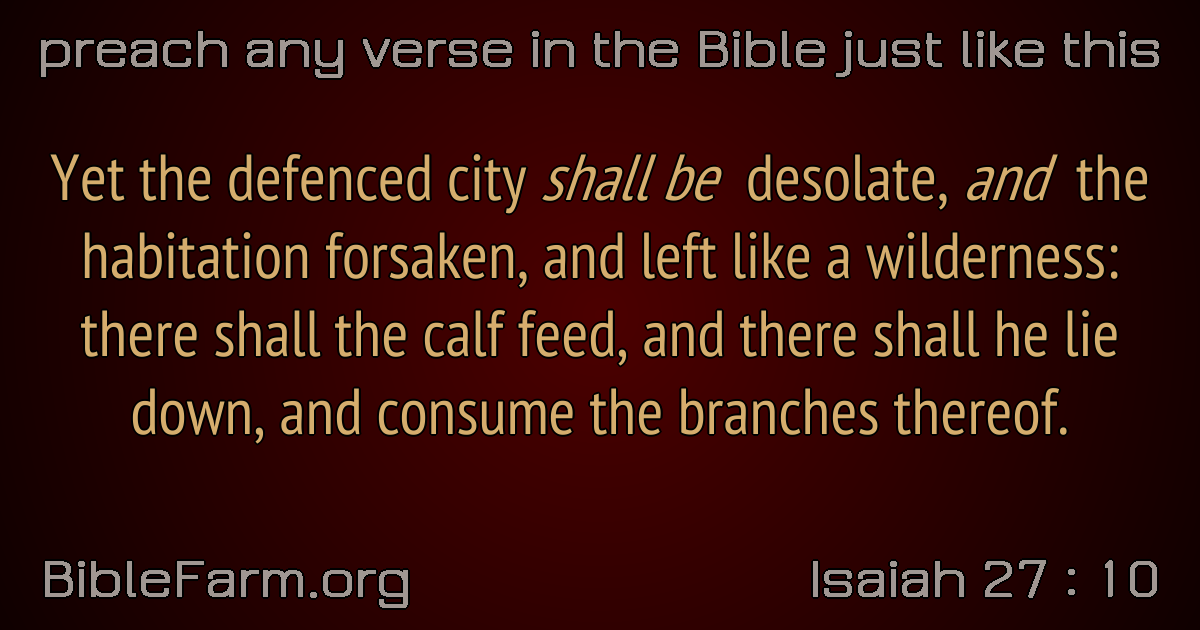 preach any verse in the Bible just like this
Yet the defenced city shall be desolate, and the
habitation forsaken, and left like a wilderness:
there shall the calf feed, and there shall he lie
down, and consume the branches thereof.
BibleFarm.org
Isaiah 27 : 10